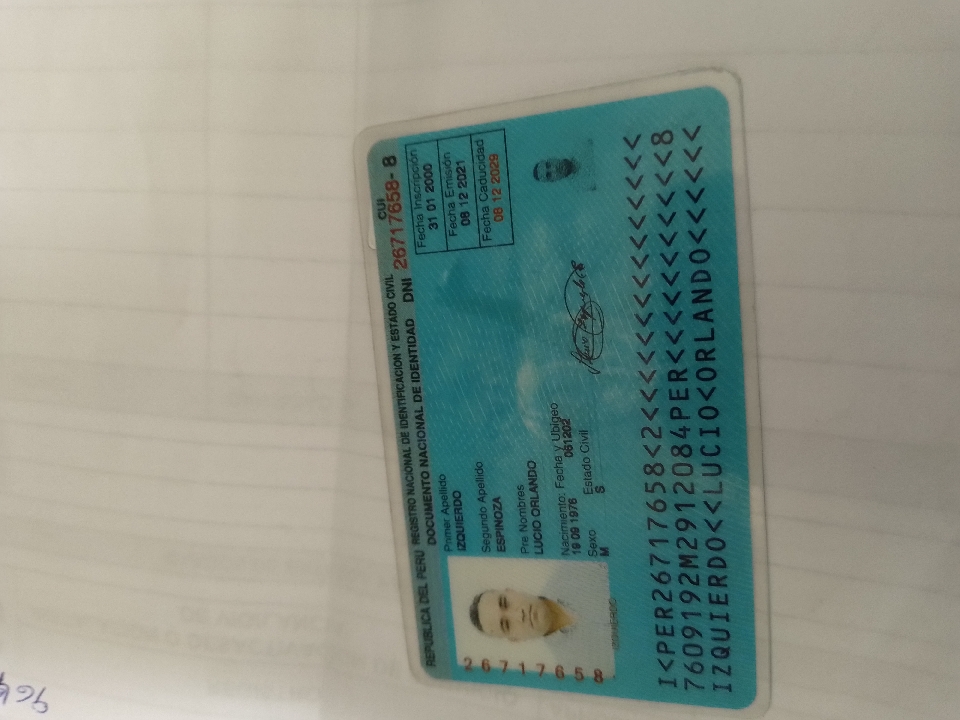 REPUBLICA DEL PERU REGISTRO NACIONAL DE IDENTIFICACION Y ESTADO CIVIL
DOCUMENTO NACIONAL DE IDENTIDAD DNI
CUI
26717658-8
Primer Apellido
IZQUIERDO
Segundo Apellido
ESPINOZA
Pre Nombres
LUCIO ORLANDO
Nacimiento: Fecha y Ubigeo
19 09 1976 061202
Sexo Estado Civil
M S
Fecha Inscripción
31 01 2000
Fecha Emisión
08 12 2021
Fecha Caducidad
08 12 2029
26717658
I<PER26717658<2<<<<<<<<<<<<<<<
7609192M2912084PER<<<<<<<<<<<8
IZQUIERDO<<LUCIO<ORLANDO<<<<<<